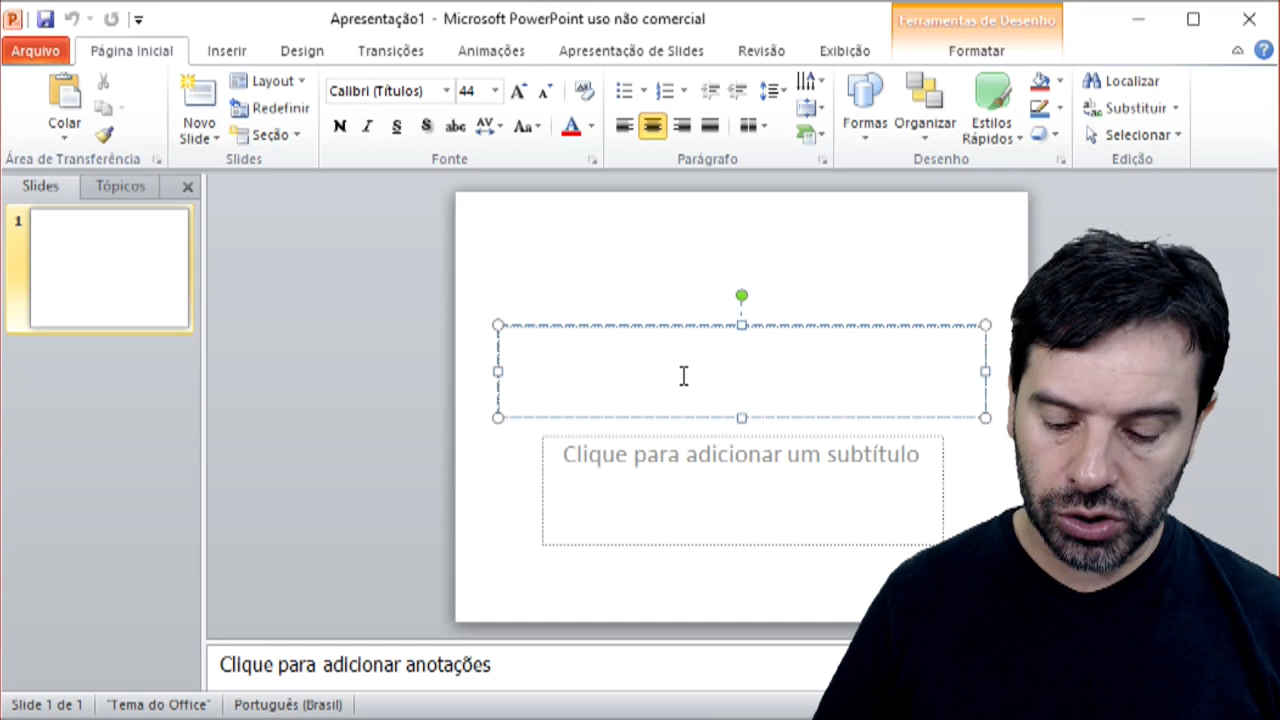 Apresentação1 - Microsoft PowerPoint uso não comercial
Ferramentas de Desenho
Arquivo
Página Inicial
Inserir
Design
Transições
Animações
Apresentação de Slides
Revisão
Exibição
Formatar
Colar
Novo
Slide
Layout
Redefinir
Seção
Calibri (Títulos)
44
N I S S abc AV Aa A
Formas
Organizar
Estilos
Rápidos
Localizar
Substituir
Selecionar
Área de Transferência
Slides
Fonte
Parágrafo
Desenho
Edição
Slides
Tópicos
1
Clique para adicionar um subtítulo
Clique para adicionar anotações
Slide 1 de 1
"Tema do Office"
Português (Brasil)